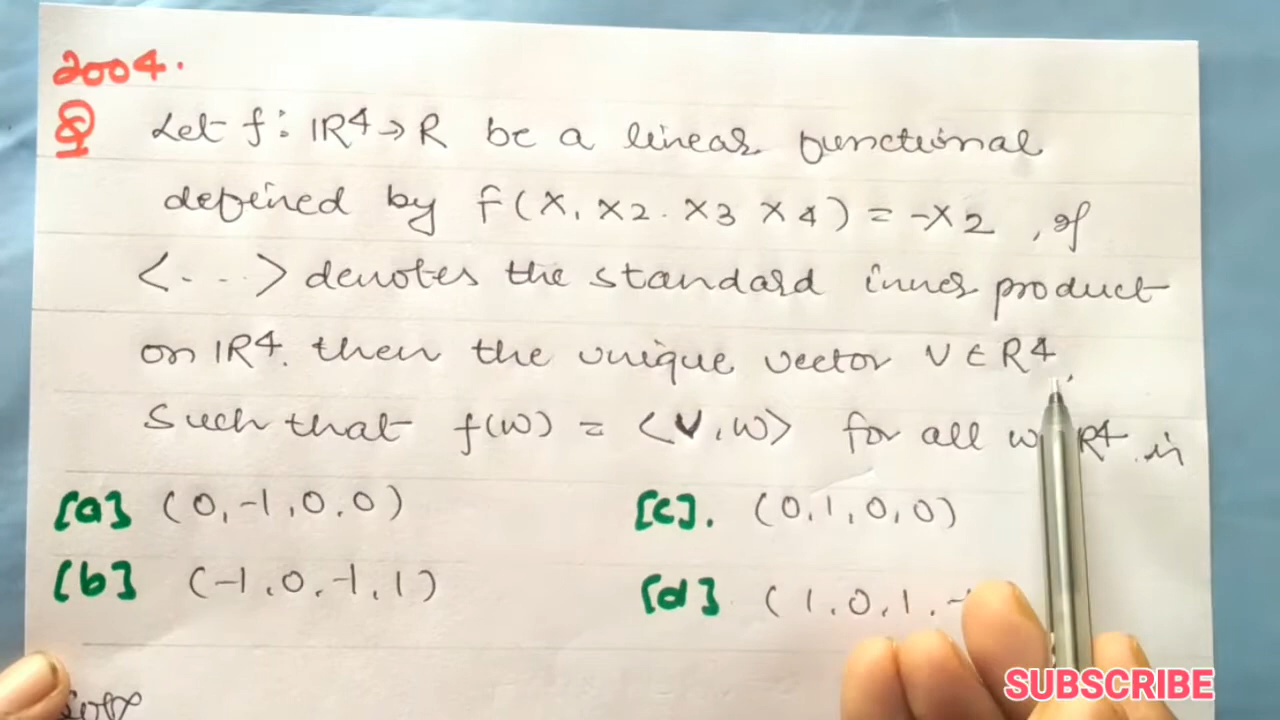 2004.
Q Let f: IR⁴→R be a linear functional
defined by f(x, x2. x3 x4) = -x2 , if
<...> denotes the standard inner product
on IR⁴. then the unique vector V ∈ R⁴,
Such that f(w) = <V, w> for all w R⁴. is
[a] (0,-1,0,0) [c]. (0,1,0,0)
[b] (-1,0,-1,1) [d] (1,0,1,-
SUBSCRIBE